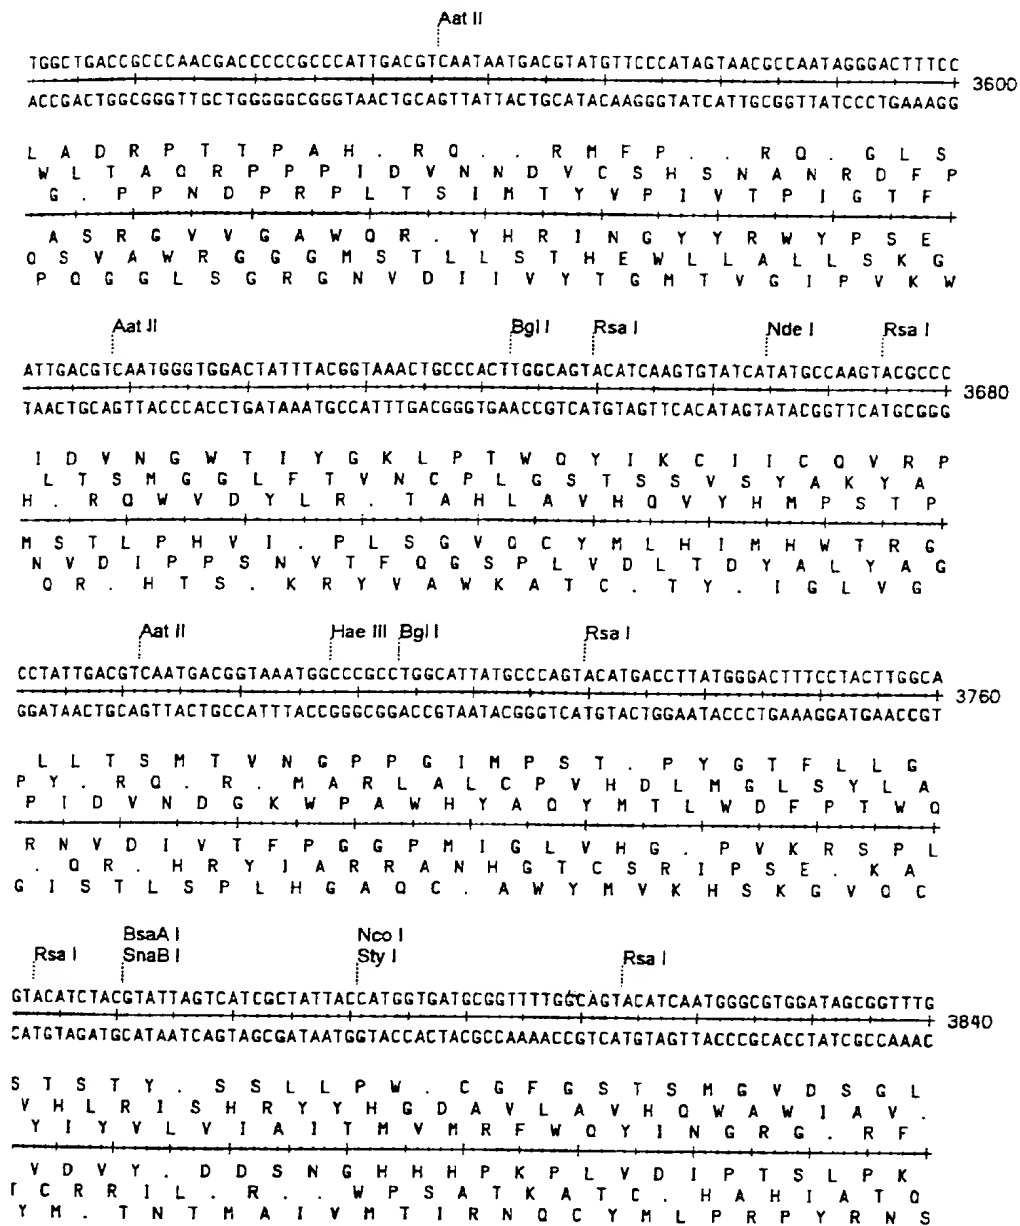 Aat II
TGGCTGACCGCCCAACGACCCCCGCCCATTGACGTCAATAATGACGTATGTTCCCATAGTAACGCCAATAGGGACTTTCC
3600
ACCGACTGGCGGGTTGCTGGGGGCGGGTAACTGCAGTTATTACTGCATACAAGGGTATCATTGCGGTTATCCCTGAAAGG
L A D R P T T P A H . R Q . . R M F P . . R Q . G L S
W L T A Q R P P P I D V N N D V C S H S N A N R D F P
G . P P N D P R P L T S I M T Y V P I V T P I G T F
A S R G V V G A W Q R . Y H R I N G Y Y R W Y P S E
Q S V A W R G G G M S T L L S T H E W L L A L L S K G
P Q G G L S G R G N V D I I V Y T G M T V G I P V K W
Aat II Bgl I Rsa I Nde I Rsa I
ATTGACGTCAATGGGTGGACTATTTACGGTAAACTGCCCACTTGGCAGTACATCAAGTGTATCATATGCCAAGTACGCCC
3680
TAACTGCAGTTACCCACCTGATAAATGCCATTTGACGGGTGAACCGTCATGTAGTTCACATAGTATACGGTTCATGCGGG
I D V N G W T I Y G K L P T W Q Y I K C I I C Q V R P
L T S M G G L F T V N C P L G S T S S V S Y A K Y A
H . R Q W V D Y L R . T A H L A V H Q V Y H M P S T P
M S T L P H V I . P L S G V Q C Y M L H I M H W T R G
N V D I P P S N V T F Q G S P L V D L T D Y A L Y A G
Q R . H T S . K R Y V A W K A T C . T Y . I G L V G
Aat II Hae III Bgl I Rsa I
CCTATTGACGTCAATGACGGTAAATGGCCCGCCTGGCATTATGCCCAGTACATGACCTTATGGGACTTTCCTACTTGGCA
3760
GGATAACTGCAGTTACTGCCATTTACCGGGCGGACCGTAATACGGGTCATGTACTGGAATACCCTGAAAGGATGAACCGT
L L T S M T V N G P P G I M P S T . P Y G T F L L G
P Y . R Q . R . M A R L A L C P V H D L M G L S Y L A
P I D V N D G K W P A W H Y A Q Y M T L W D F P T W Q
R N V D I V T F P G G P M I G L V H G . P V K R S P L
. Q R . H R Y I A R R A N H G T C S R I P S E . K A
G I S T L S P L H G A Q C . A W Y M V K H S K G V Q C
BsaA I Nco I
Rsa I SnaB I Sty I Rsa I
GTACATCTACGTATTAGTCATCGCTATTACCATGGTGATGCGGTTTTGGCAGTACATCAATGGGCGTGGATAGCGGTTTG
3840
CATGTAGATGCATAATCAGTAGCGATAATGGTACCACTACGCCAAAACCGTCATGTAGTTACCCGCACCTATCGCCAAAC
S T S T Y . S S L L P W . C G F G S T S M G V D S G L
V H L R I S H R Y Y H G D A V L A V H Q W A W I A V .
Y I Y V L V I A I T M V M R F W Q Y I N G R G . R F
V D V Y . D D S N G H H H P K P L V D I P T S L P K
T C R R I L . R . . W P S A T K A T C . H A H I A T Q
Y M . T N T M A I V M T I R N Q C Y M L P R P Y R N S